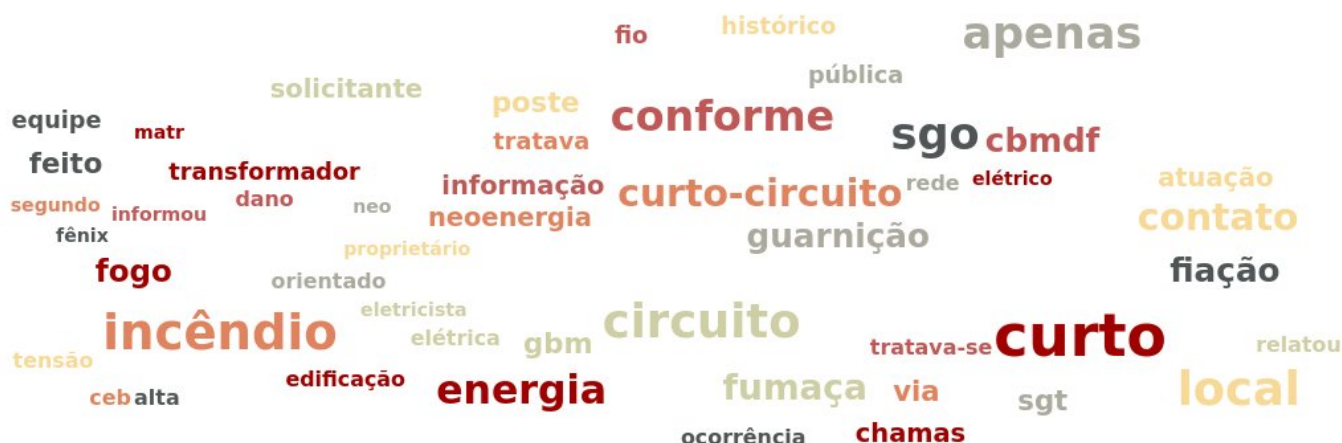 apenas
histórico
fio
pública
solicitante
poste
conforme
equipe
matr
tratava
sgo
cbmdf
feito
transformador
informação
curto-circuito
rede
elétrico
atuação
segundo
informou
dano
neo
neoenergia
contato
fênix
proprietário
guarnição
fogo
orientado
fiação
incêndio
eletricista
elétrica
gbm
circuito
tratava-se
curto
relatou
tensão
edificação
energia
fumaça
via
sgt
local
ceb
alta
ocorrência
chamas